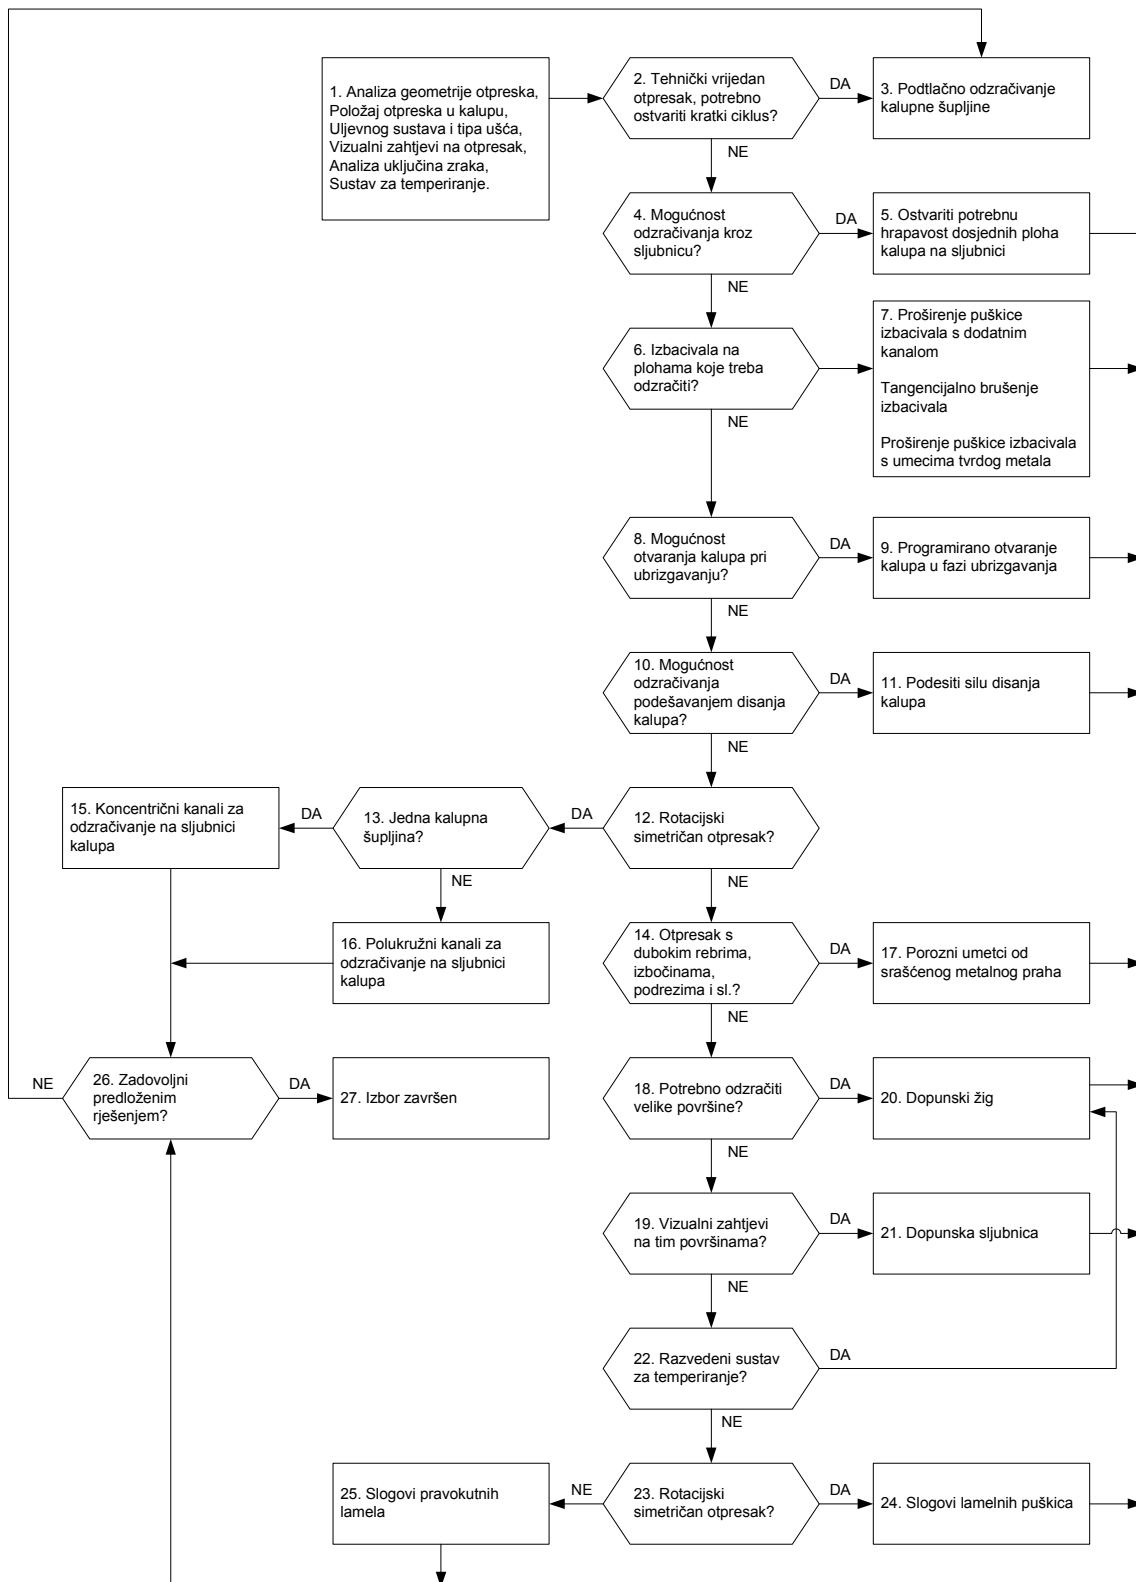 1. Analiza geometrije otpreska,
Položaj otpreska u kalupu,
Uljevnog sustava i tipa ušća,
Vizualni zahtjevi na otpresak,
Analiza uključina zraka,
Sustav za temperiranje.
2. Tehnički vrijedan
otpresak, potrebno
ostvariti kratki ciklus?
DA
3. Podtlačno odzračivanje
kalupne šupljine
NE
4. Mogućnost
odzračivanja kroz
sljubnicu?
DA
5. Ostvariti potrebnu
hrapavost dosjednih ploha
kalupa na sljubnici
NE
6. Izbacivala na
plohama koje treba
odzračiti?
7. Proširenje puškice
izbacivala s dodatnim
kanalom
Tangencijalno brušenje
izbacivala
Proširenje puškice izbacivala
s umecima tvrdog metala
NE
8. Mogućnost
otvaranja kalupa pri
ubrizgavanju?
DA
9. Programirano otvaranje
kalupa u fazi ubrizgavanja
NE
10. Mogućnost
odzračivanja
podešavanjem disanja
kalupa?
DA
11. Podesiti silu disanja
kalupa
NE
12. Rotacijski
simetričan otpresak?
DA
13. Jedna kalupna
šupljina?
DA
15. Koncentrični kanali za
odzračivanje na sljubnici
kalupa
NE
16. Polukružni kanali za
odzračivanje na sljubnici
kalupa
NE
14. Otpresak s
dubokim rebrima,
izbočinama,
podrezima i sl.?
DA
17. Porozni umetci od
srašćenog metalnog praha
NE
18. Potrebno odzračiti
velike površine?
DA
20. Dopunski žig
NE
26. Zadovoljni
predloženim
rješenjem?
DA
27. Izbor završen
NE
19. Vizualni zahtjevi
na tim površinama?
DA
21. Dopunska sljubnica
NE
22. Razvedeni sustav
za temperiranje?
DA
NE
23. Rotacijski
simetričan otpresak?
DA
24. Slogovi lamelnih puškica
NE
25. Slogovi pravokutnih
lamela